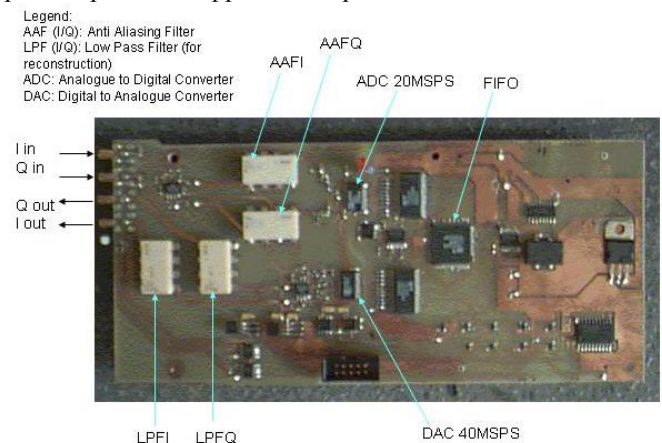 Legend:
AAF (I/Q): Anti Aliasing Filter
LPF (I/Q): Low Pass Filter (for
reconstruction)
ADC: Analogue to Digital Converter
DAC: Digital to Analogue Converter
AAFI
AAFQ
ADC 20MSPS
FIFO
I in
Q in
Q out
I out
LPFI
LPFQ
DAC 40MSPS